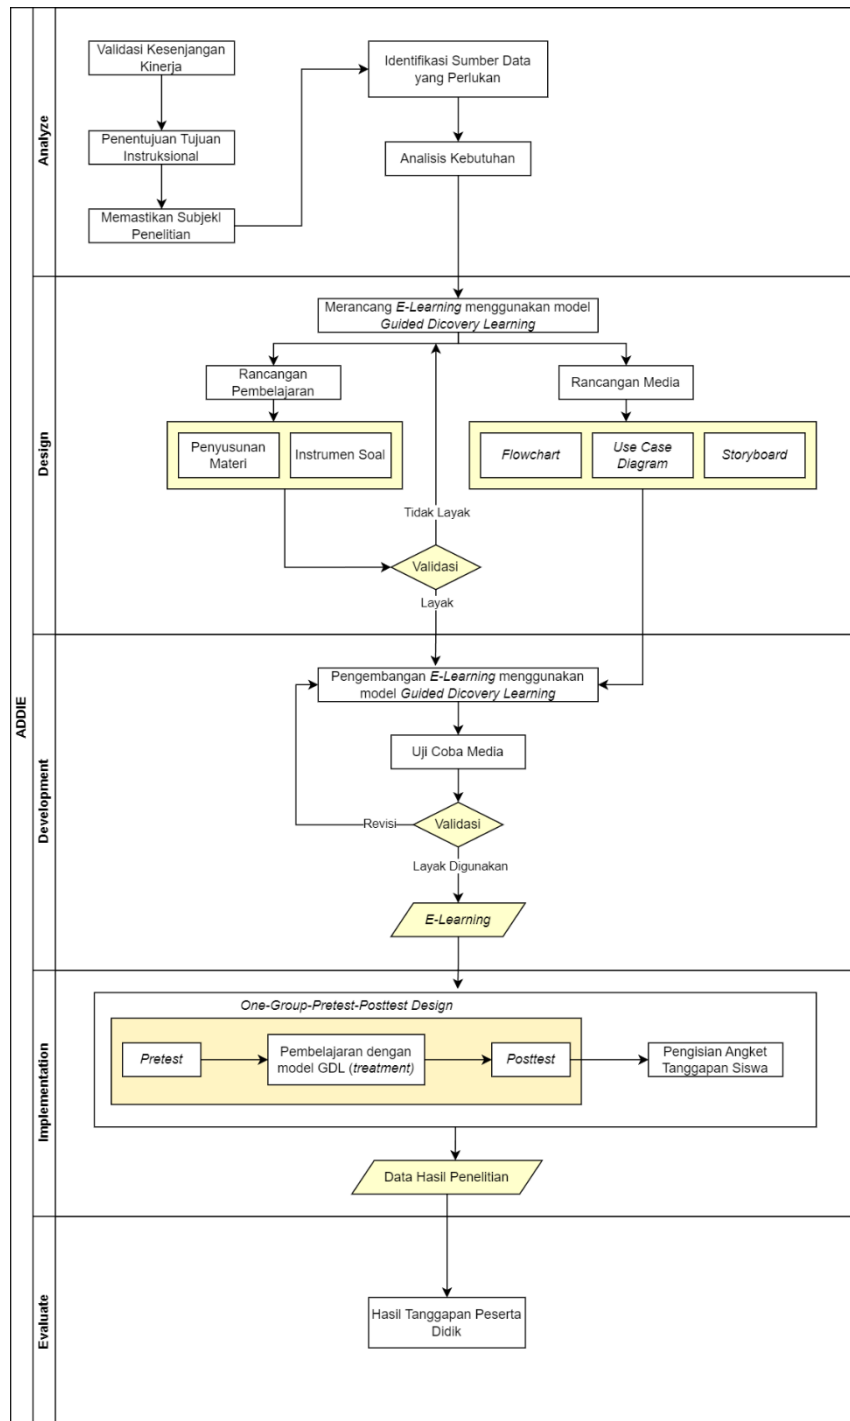 ADDIE
Analyze
Validasi Kesenjangan
Kinerja
Penentujuan Tujuan
Instruksional
Memastikan Subjekl
Penelitian
Identifikasi Sumber Data
yang Perlukan
Analisis Kebutuhan
Design
Merancang E-Learning menggunakan model
Guided Dicovery Learning
Rancangan
Pembelajaran
Rancangan Media
Penyusunan
Materi
Instrumen Soal
Flowchart
Use Case
Diagram
Storyboard
Tidak Layak
Validasi
Layak
Development
Pengembangan E-Learning menggunakan
model Guided Dicovery Learning
Uji Coba Media
Revisi
Validasi
Layak Digunakan
E-Learning
Implementation
One-Group-Pretest-Posttest Design
Pretest
Pembelajaran dengan
model GDL (treatment)
Posttest
Pengisian Angket
Tanggapan Siswa
Data Hasil Penelitian
Evaluate
Hasil Tanggapan Peserta
Didik